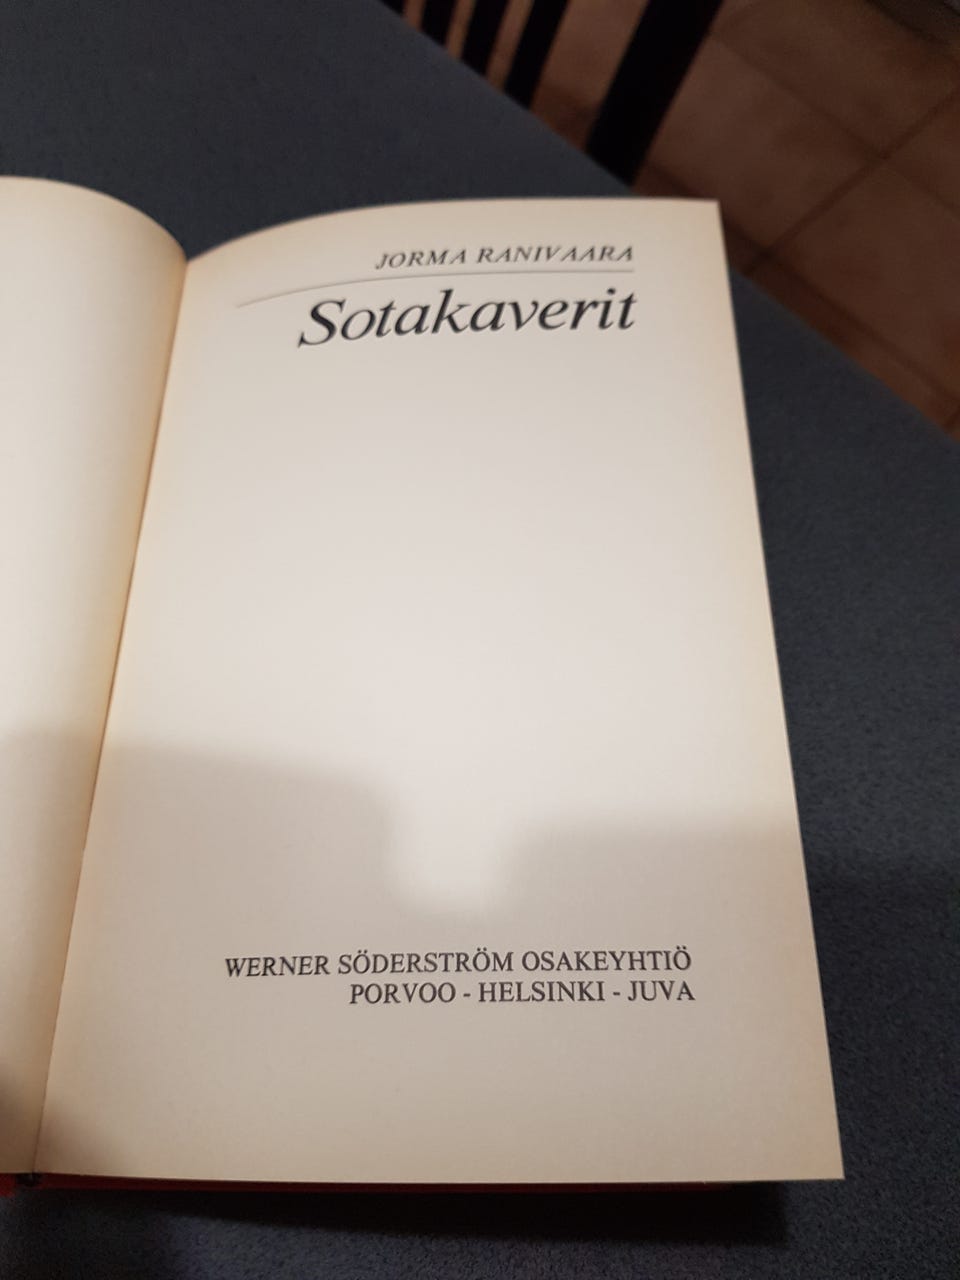 JORMA RANIVAARA
Sotakaverit
WERNER SÖDERSTRÖM OSAKEYHTIÖ
PORVOO - HELSINKI - JUVA